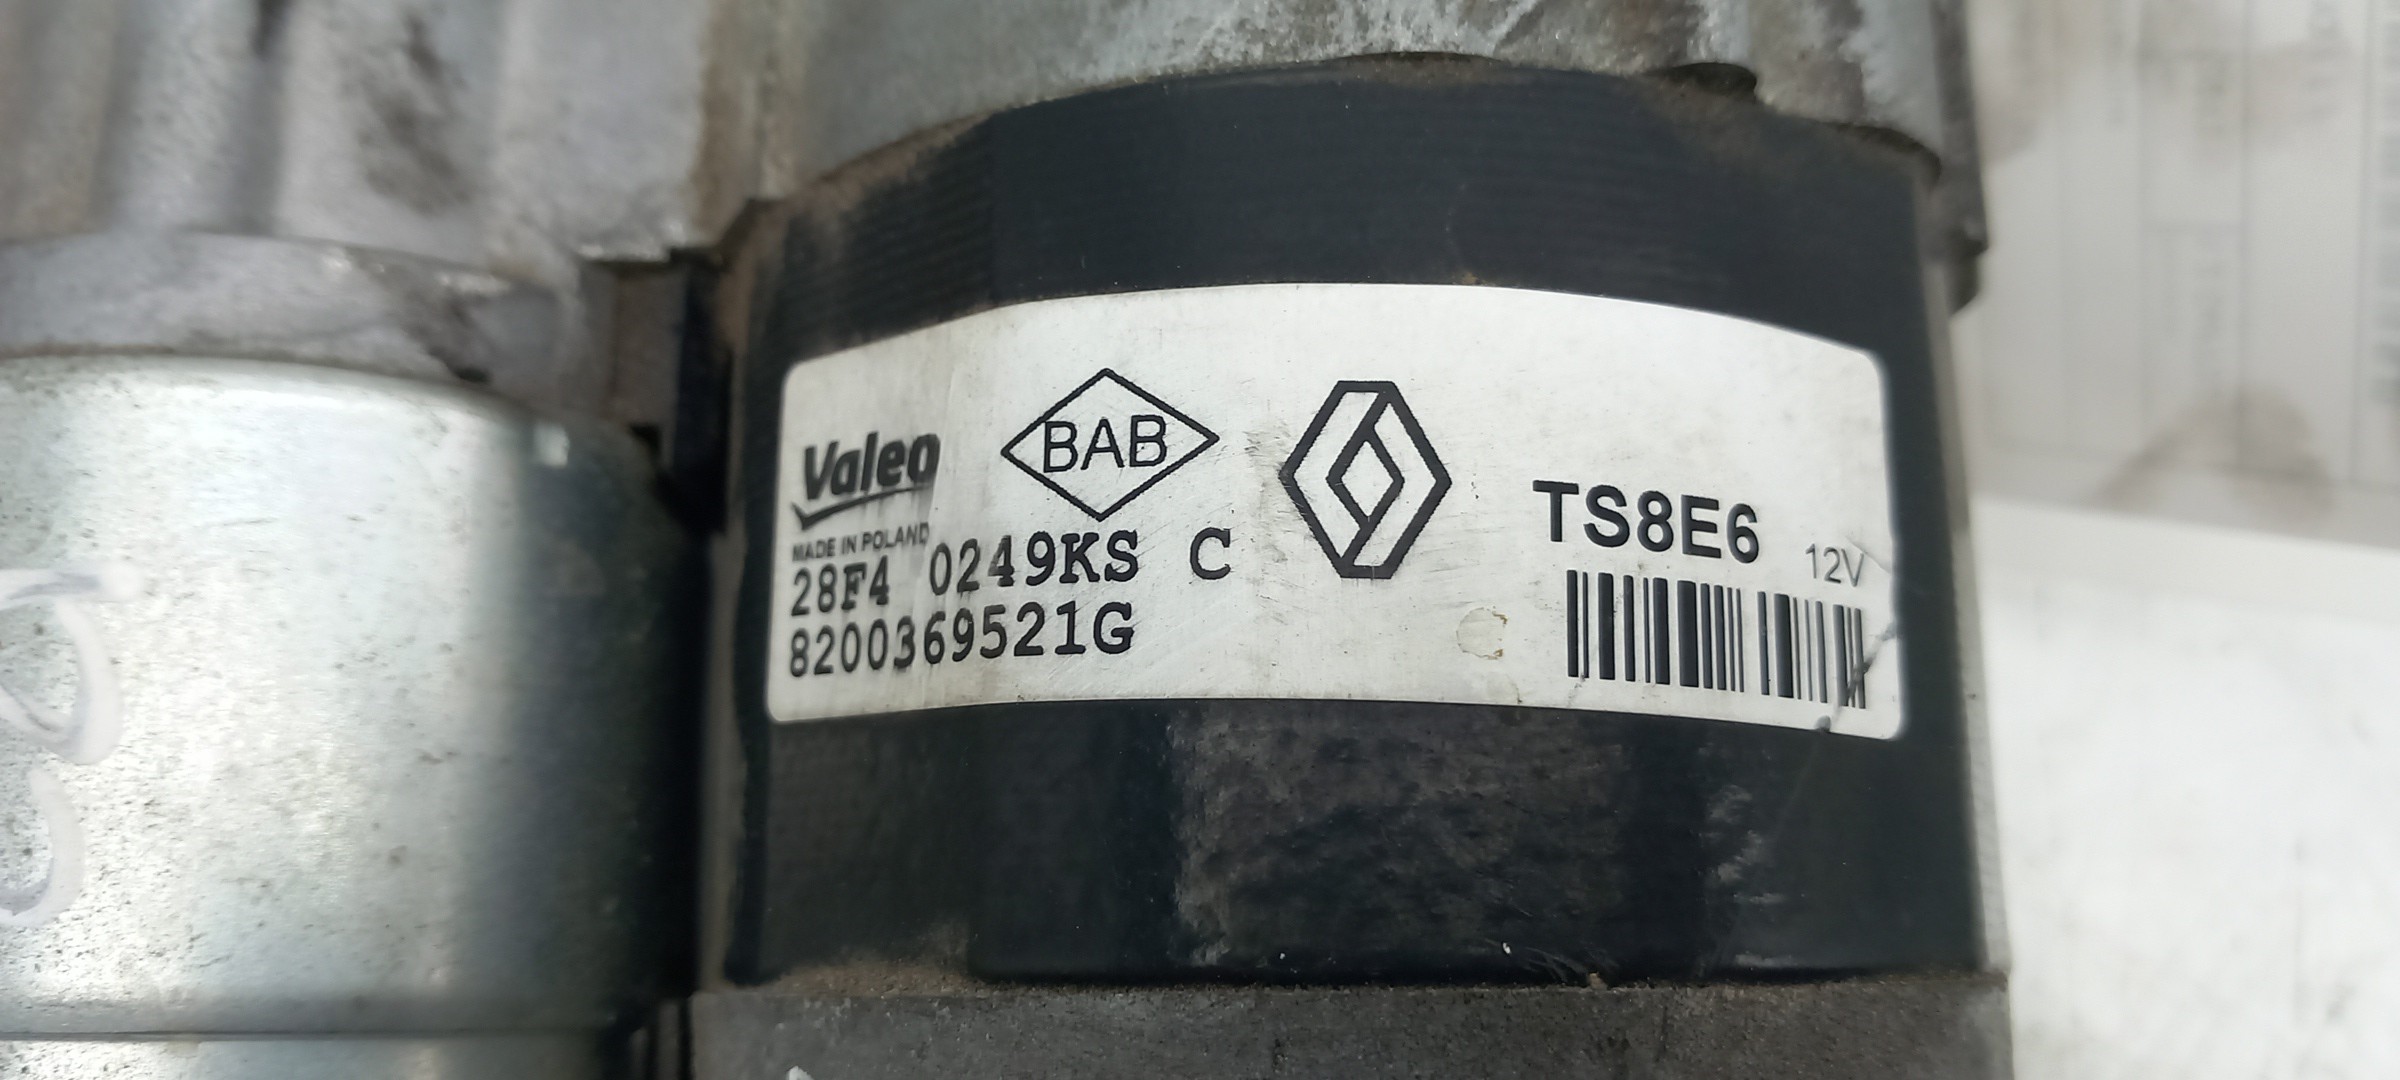 Valeo
MADE IN POLAND
BAB
TS8E6 12V
28F4 0249KS C
8200369521G